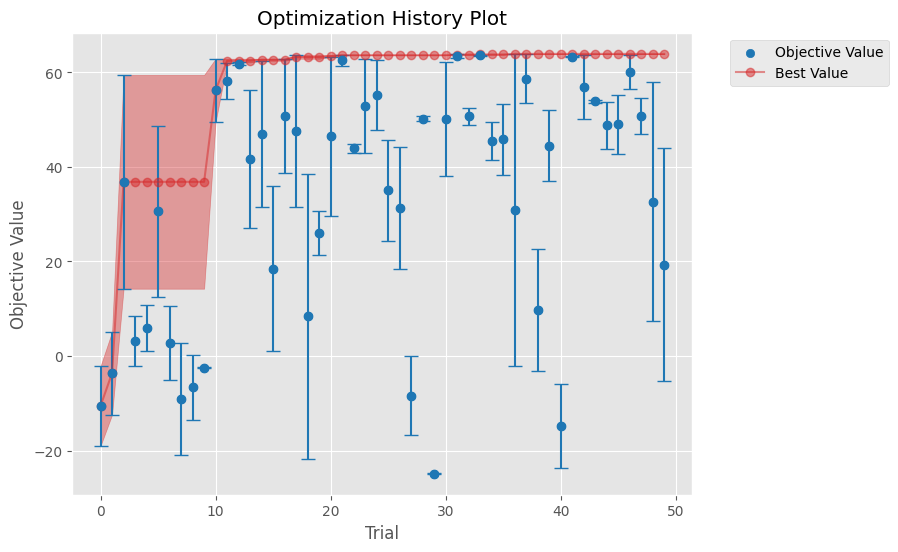 Optimization History Plot
Objective Value
Best Value
Objective Value
60
40
20
0
−20
0 10 20 30 40 50
Trial